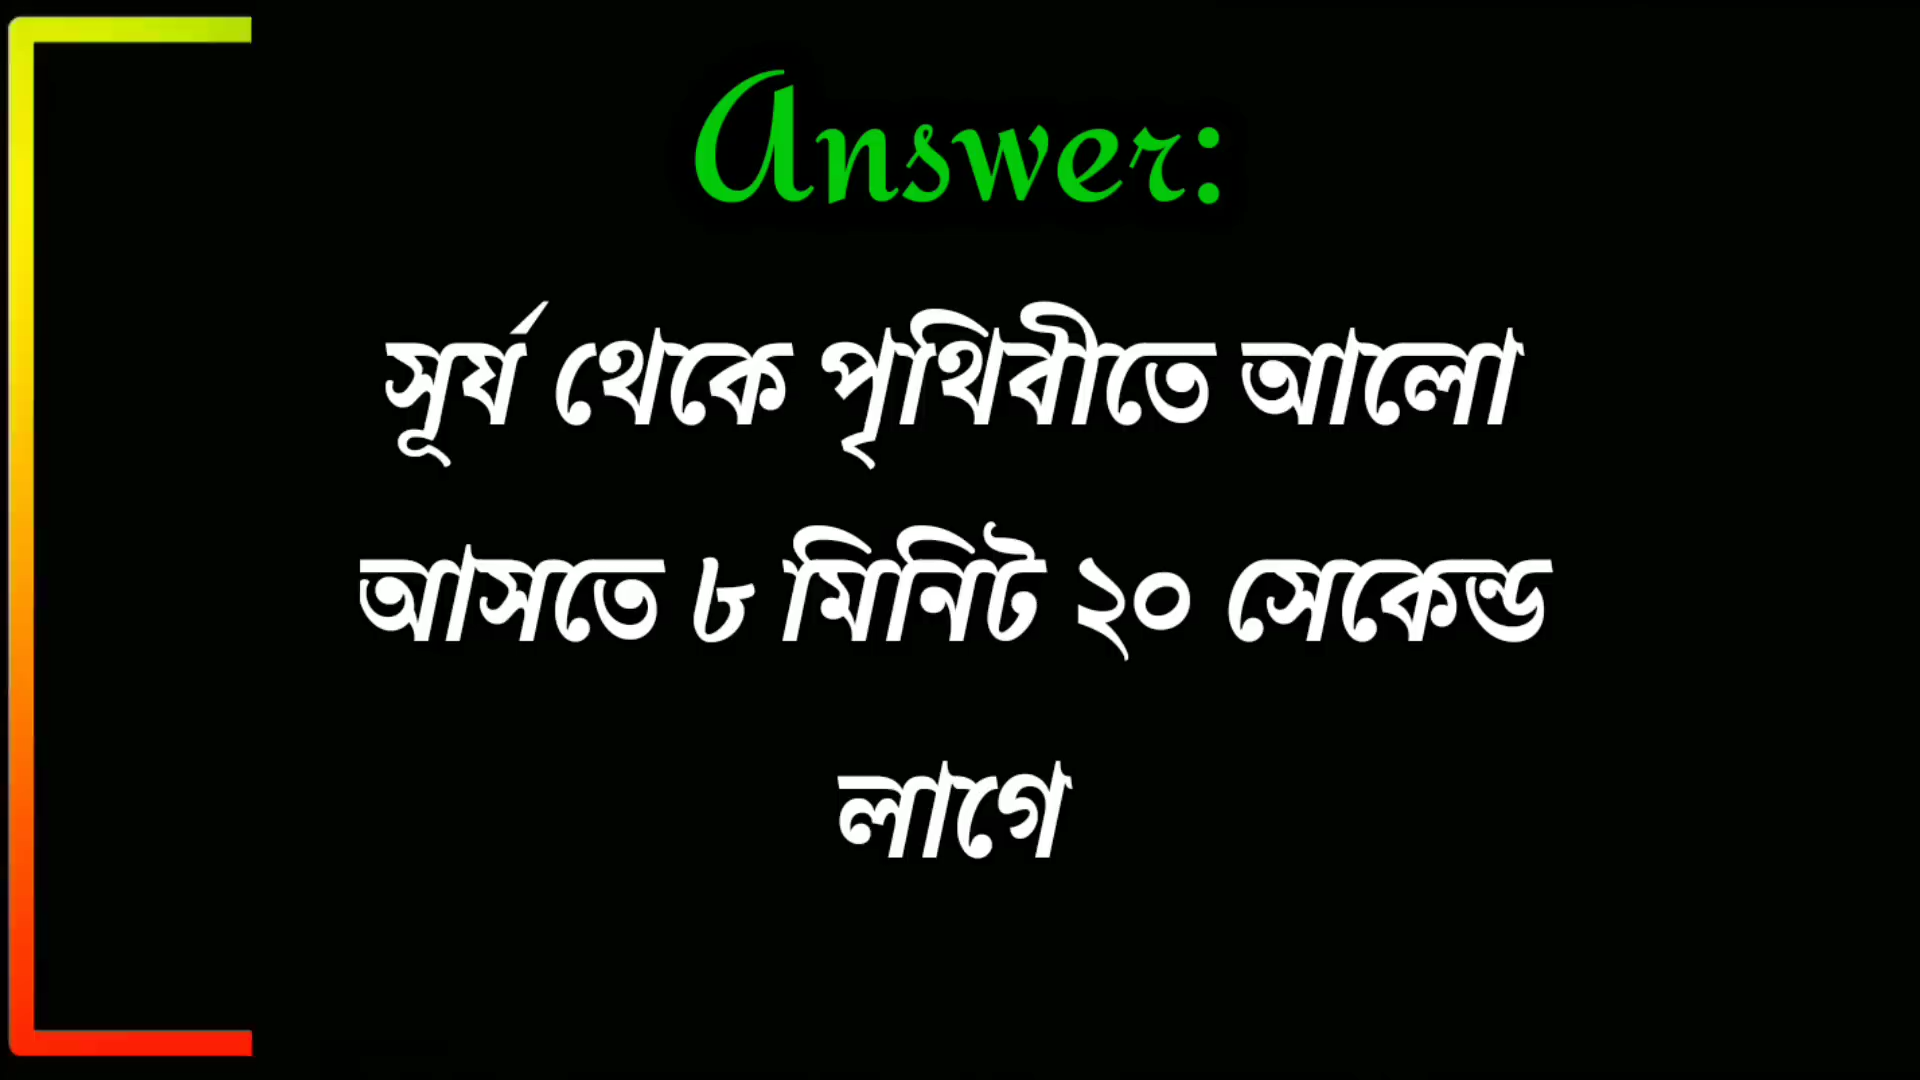 Answer:
সূর্য থেকে পৃথিবীতে আলো
আসতে ৮ মিনিট ২০ সেকেন্ড
লাগে